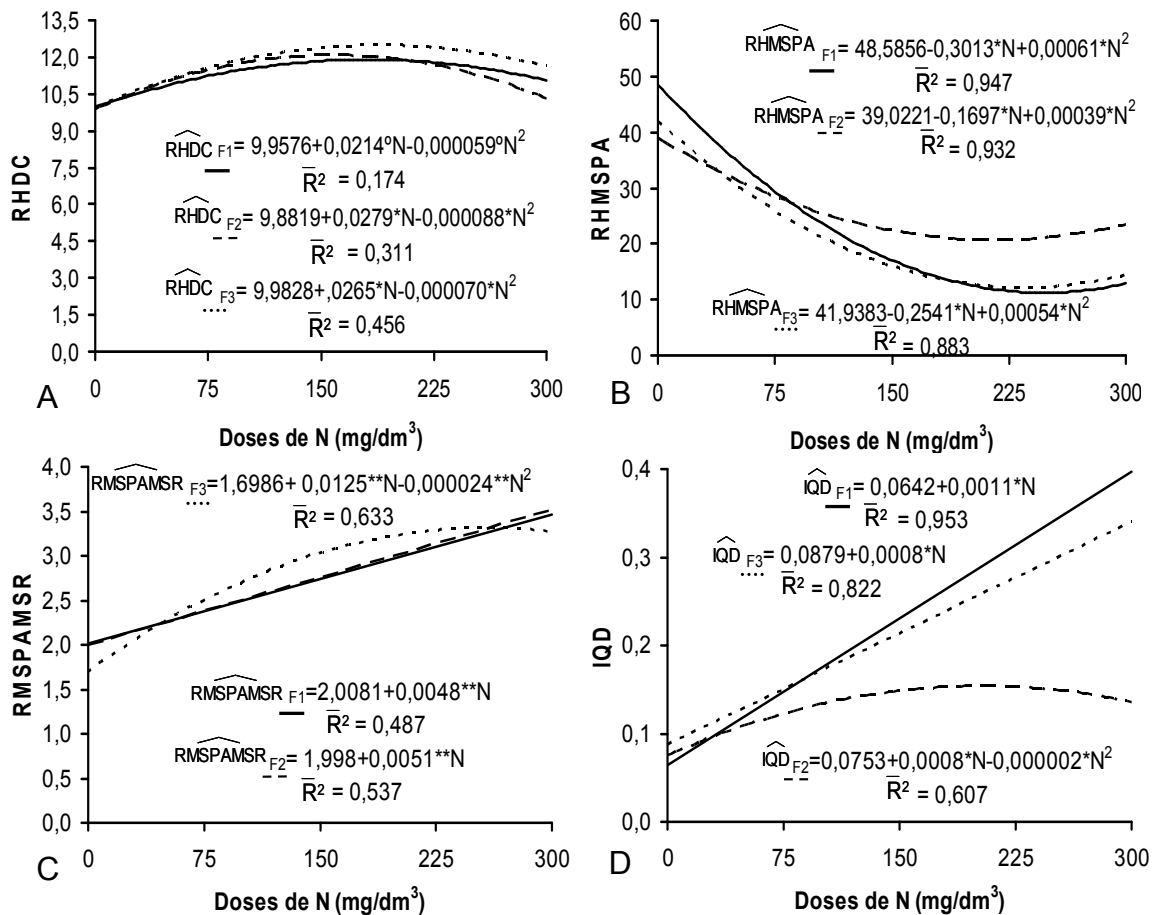 13,5
12,0
10,5
9,0
7,5
6,0
4,5
3,0
1,5
0,0
RHDC
RHDC F1= 9,9576+0,0214ºN-0,000059ºN²
R² = 0,174
RHDC F2= 9,8819+0,0279*N-0,000088*N²
R² = 0,311
RHDC F3= 9,9828+,0265*N-0,000070*N²
R² = 0,456
0 75 150 225 300
A
Doses de N (mg/dm³)
60
50
40
30
20
10
0
RHMSPA
RHMSPA F1= 48,5856-0,3013*N+0,00061*N²
R² = 0,947
RHMSPA F2= 39,0221-0,1697*N+0,00039*N²
R² = 0,932
RHMSPA F3= 41,9383-0,2541*N+0,00054*N²
R² = 0,883
0 75 150 225 300
B
Doses de N (mg/dm³)
4,0
3,5
3,0
2,5
2,0
1,5
1,0
0,5
0,0
RMSPAMSR
RMSPAMSR F3=1,6986+ 0,0125**N-0,000024**N²
R² = 0,633
RMSPAMSR F1=2,0081+0,0048**N
R² = 0,487
RMSPAMSR F2= 1,998+0,0051**N
R² = 0,537
0 75 150 225 300
C
Doses de N (mg/dm³)
0,4
0,3
0,2
0,1
0,0
IQD
IQD F1= 0,0642+0,0011*N
R² = 0,953
IQD F3= 0,0879+0,0008*N
R² = 0,822
IQD F2=0,0753+0,0008*N-0,000002*N²
R² = 0,607
0 75 150 225 300
D
Doses de N (mg/dm³)